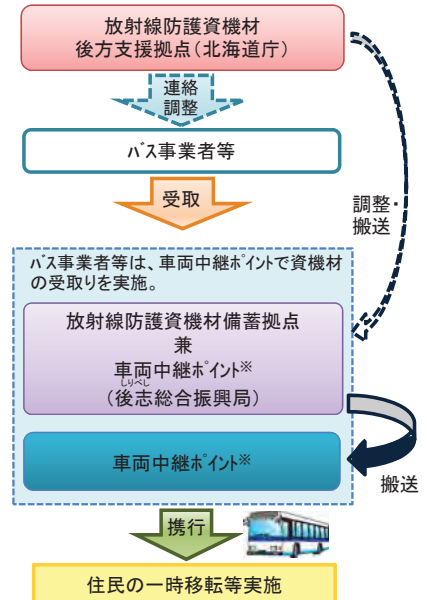 放射線防護資機材
後方支援拠点(北海道庁)
連絡
調整
バス事業者等
受取
調整・
搬送
バス事業者等は、車両中継ポイントで資機材
の受取りを実施。
放射線防護資機材備蓄拠点
兼
車両中継ポイント※
しりべし
(後志総合振興局)
車両中継ポイント※
搬送
携行
住民の一時移転等実施